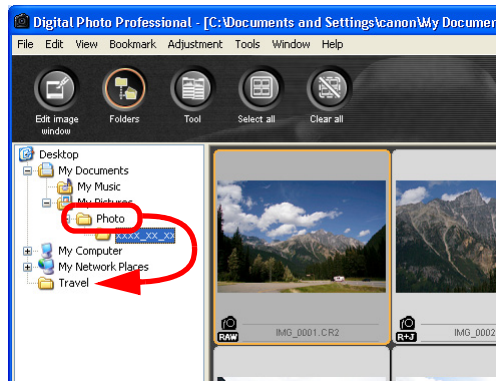 Digital Photo Professional - [C:\Documents and Settings\canon\My Documen
File Edit View Bookmark Adjustment Tools Window Help
Edit image window
Folders
Tool
Select all
Clear all
Desktop
My Documents
My Music
My Pictures
Photo
xxxx_xx_xx
My Computer
My Network Places
Travel
RAW
IMG_0001.CR2
R+J
IMG_0002